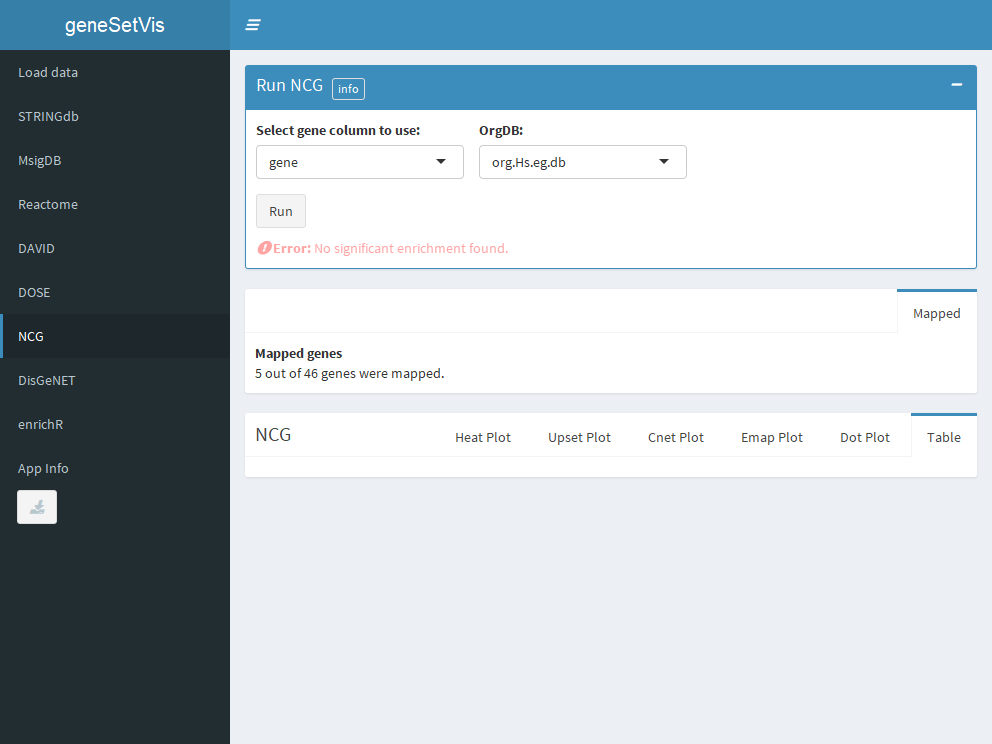 geneSetVis
Load data
STRINGdb
MsigDB
Reactome
DAVID
DOSE
NCG
DisGeNET
enrichR
App Info
Run NCG info
Select gene column to use: OrgDB:
gene org.Hs.eg.db
Run
Error: No significant enrichment found.
Mapped
Mapped genes
5 out of 46 genes were mapped.
NCG Heat Plot Upset Plot Cnet Plot Emap Plot Dot Plot Table